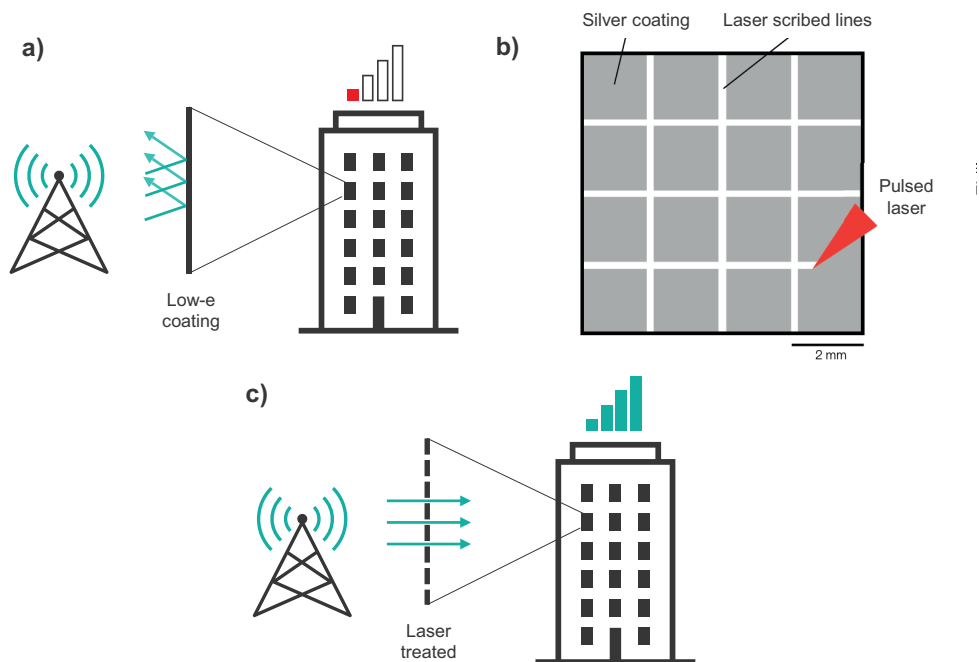 a)
Low-e
coating
b)
Silver coating
Laser scribed lines
Pulsed
laser
2 mm
c)
Laser
treated